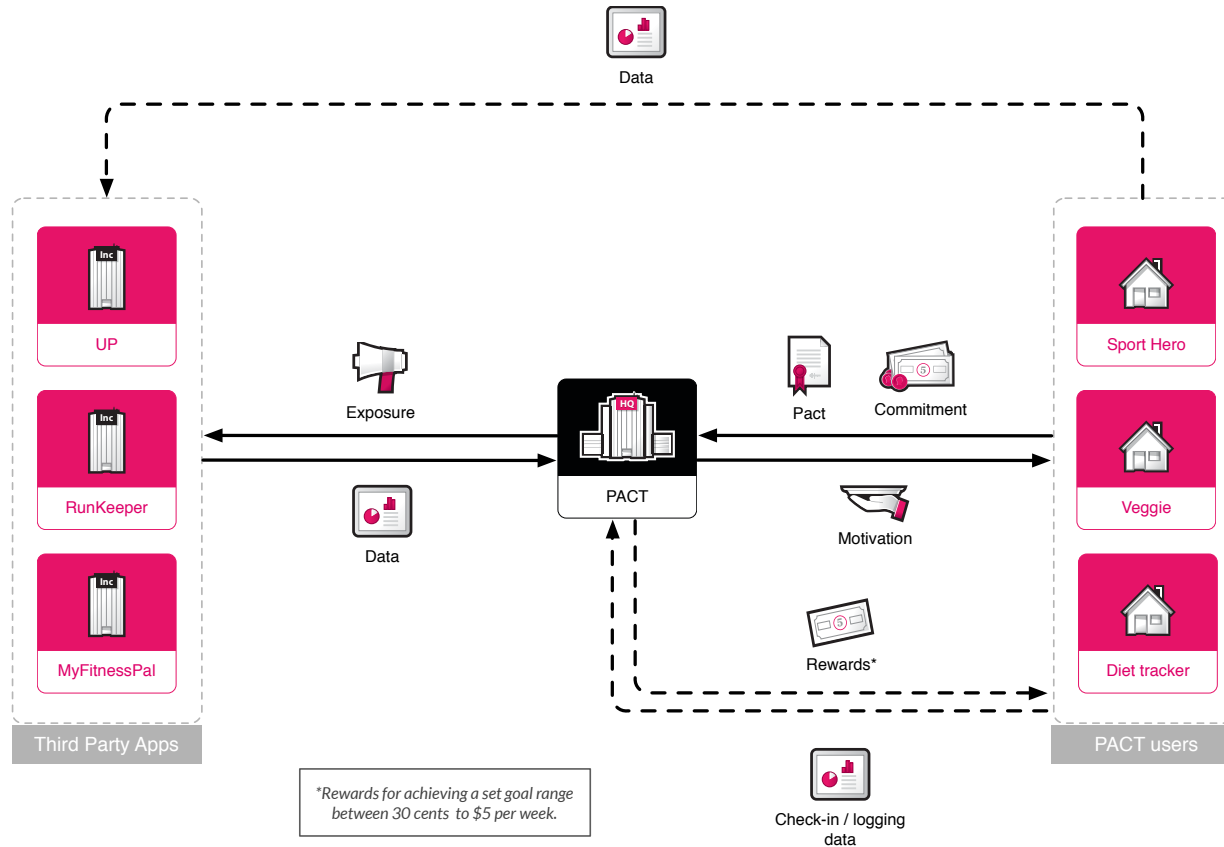 Data
Inc
UP
Inc
RunKeeper
Inc
MyFitnessPal
Third Party Apps
Exposure
Data
HQ
PACT
Pact
5
Commitment
Motivation
5
Rewards*
Check-in / logging
data
Sport Hero
Veggie
Diet tracker
PACT users
*Rewards for achieving a set goal range
between 30 cents to $5 per week.